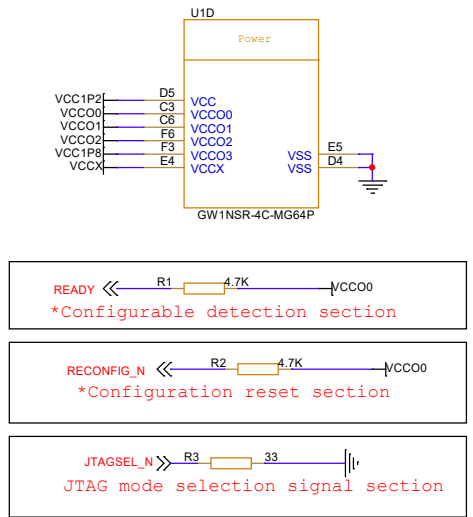 U1D
Power
VCC1P2 D5 VCC
VCCO0 C3 VCCO0
VCCO1 C6 VCCO1
VCCO2 F6 VCCO2
VCC1P8 F3 VCCO3 VSS E5
VCCX E4 VCCX VSS D4
GW1NSR-4C-MG64P
READY R1 4.7K VCCO0
*Configurable detection section
RECONFIG_N R2 4.7K VCCO0
*Configuration reset section
JTAGSEL_N R3 33
JTAG mode selection signal section